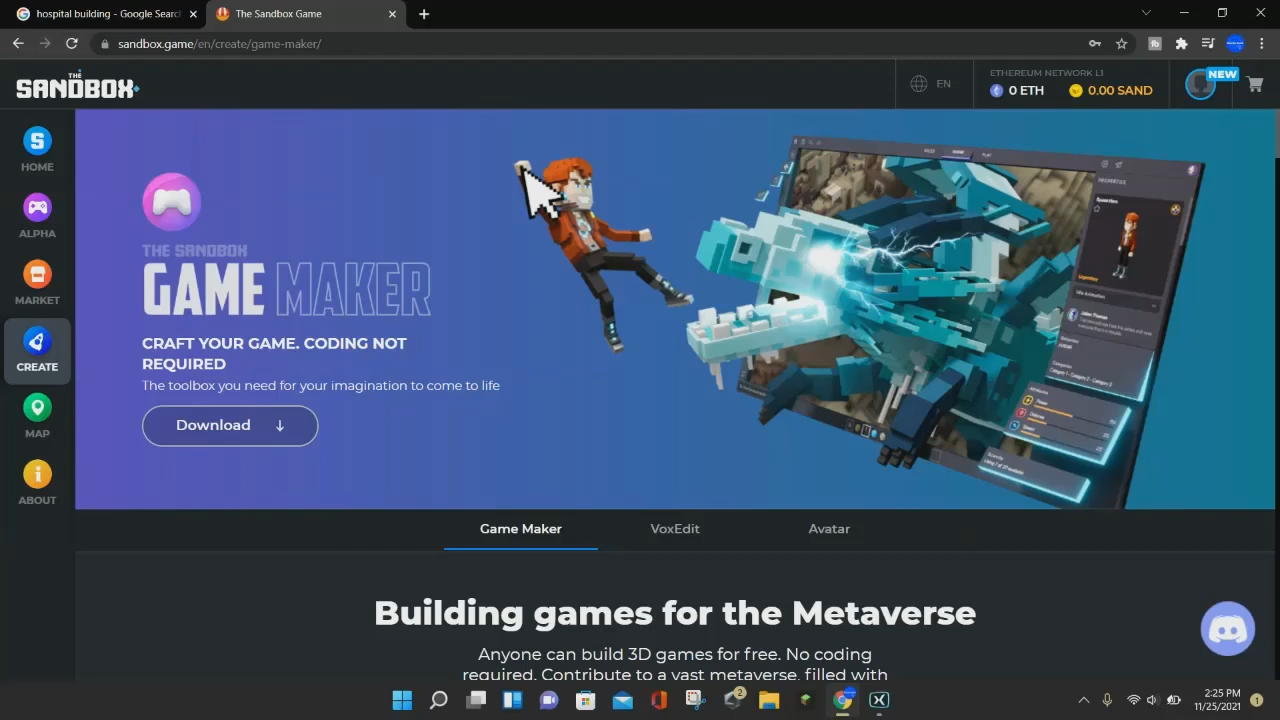 hospital building - Google Searc
The Sandbox Game
sandbox.game/en/create/game-maker/
THE
SANDBOX
EN
ETHEREUM NETWORK L1
0 ETH
0.00 SAND
NEW
HOME
ALPHA
MARKET
CREATE
MAP
ABOUT
THE SANDBOX
GAME MAKER
CRAFT YOUR GAME. CODING NOT
REQUIRED
The toolbox you need for your imagination to come to life
Download ↓
PROPERTIES
Game Maker
VoxEdit
Avatar
Building games for the Metaverse
Anyone can build 3D games for free. No coding
required. Contribute to a vast metaverse, filled with
2
2:25 PM
11/25/2021
1